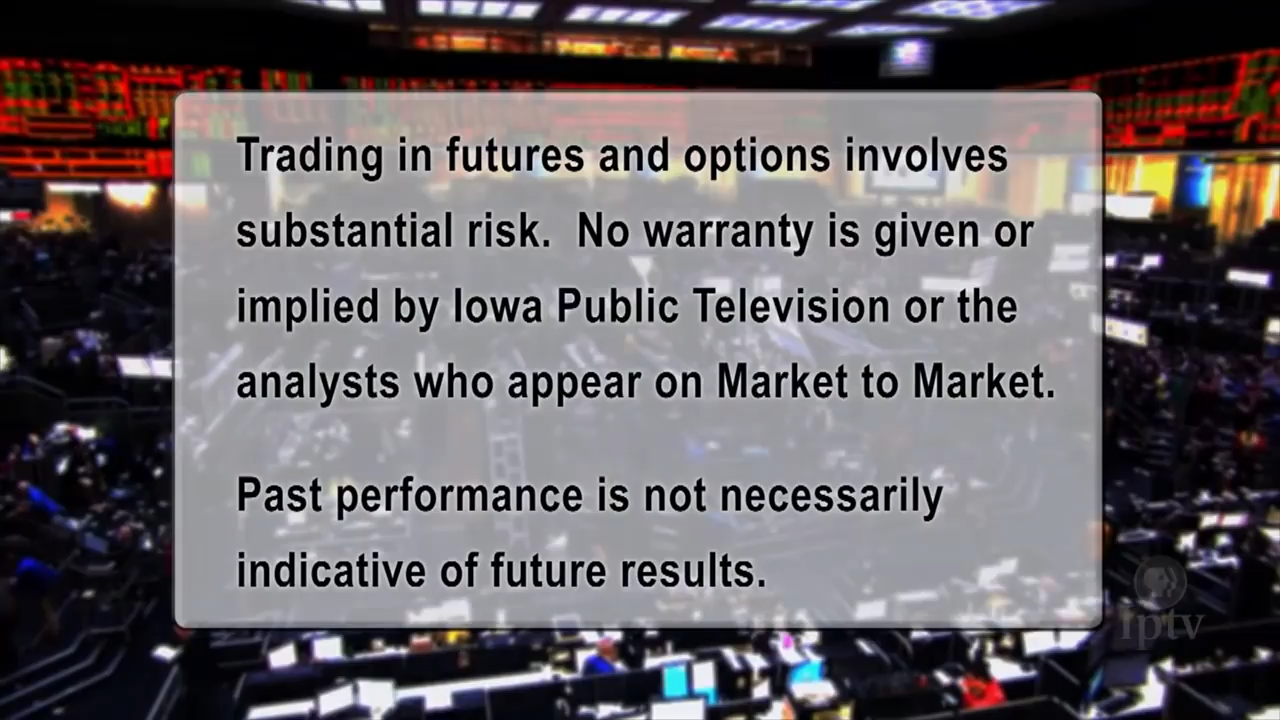 Trading in futures and options involves
substantial risk.  No warranty is given or
implied by Iowa Public Television or the
analysts who appear on Market to Market.
Past performance is not necessarily
indicative of future results.
iptv